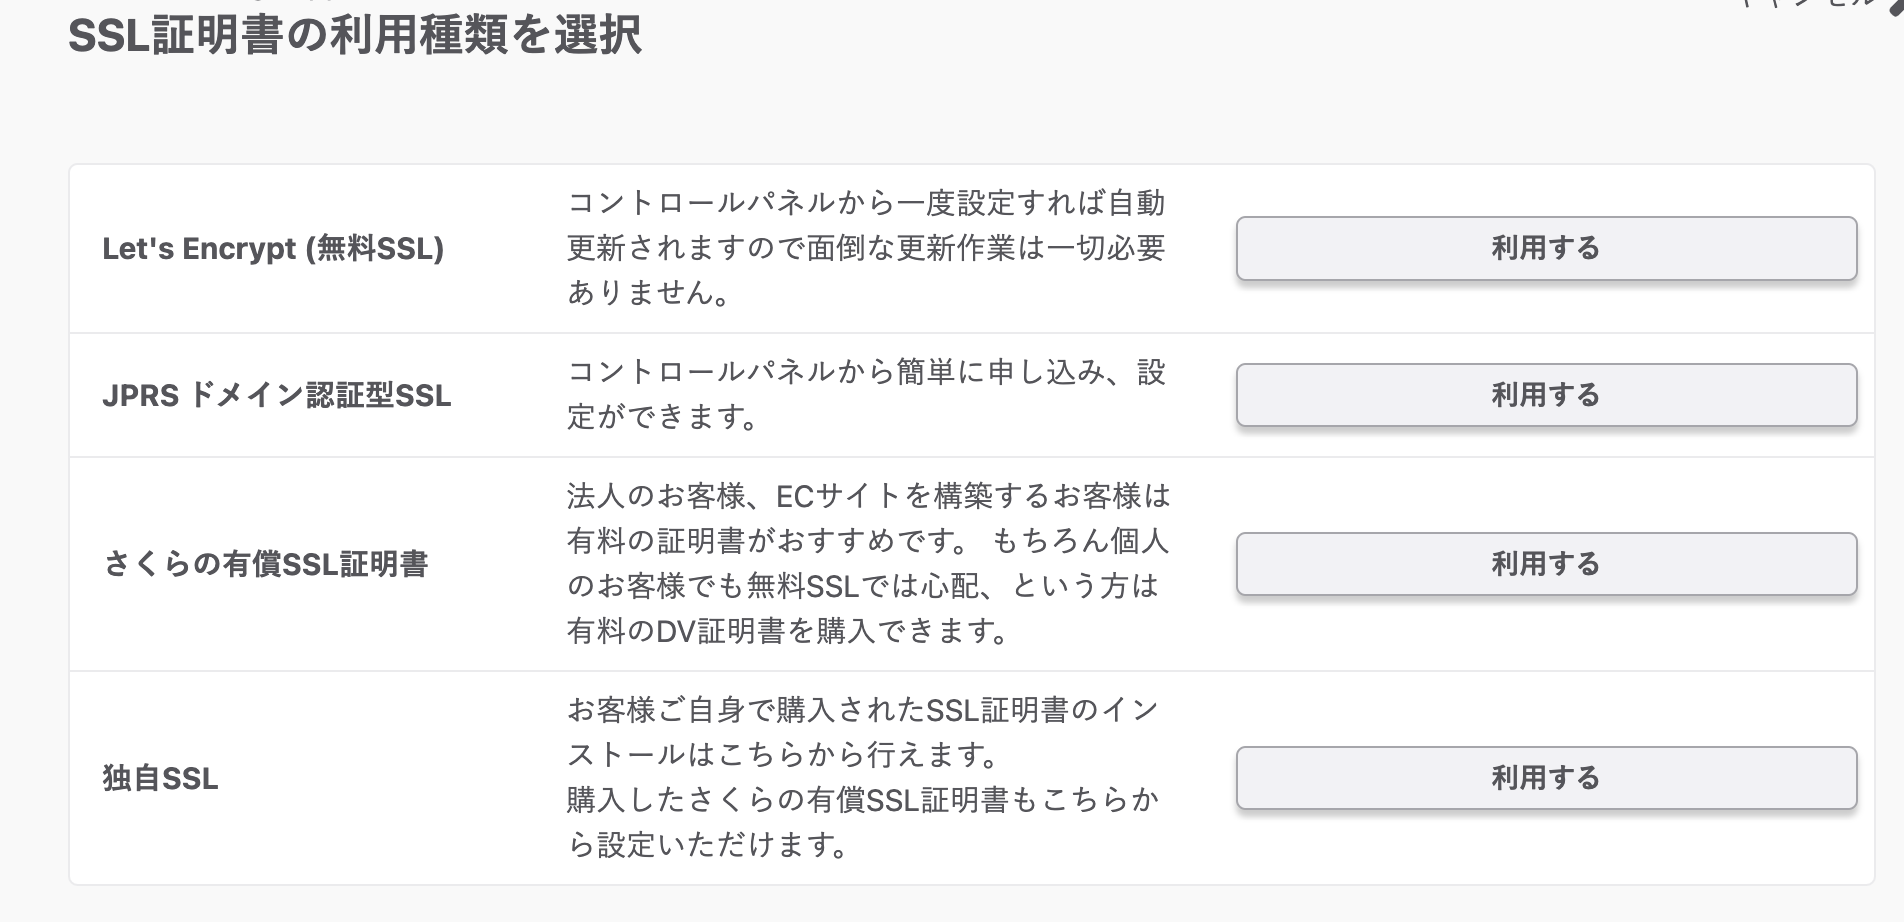 SSL証明書の利用種類を選択
Let's Encrypt (無料SSL)
コントロールパネルから一度設定すれば自動
更新されますので面倒な更新作業は一切必要
ありません。
利用する
JPRS ドメイン認証型SSL
コントロールパネルから簡単に申し込み、設
定ができます。
利用する
さくらの有償SSL証明書
法人のお客様、ECサイトを構築するお客様は
有料の証明書がおすすめです。 もちろん個人
のお客様でも無料SSLでは心配、という方は
有料のDV証明書を購入できます。
利用する
独自SSL
お客様ご自身で購入されたSSL証明書のイン
ストールはこちらから行えます。
購入したさくらの有償SSL証明書もこちらか
ら設定いただけます。
利用する